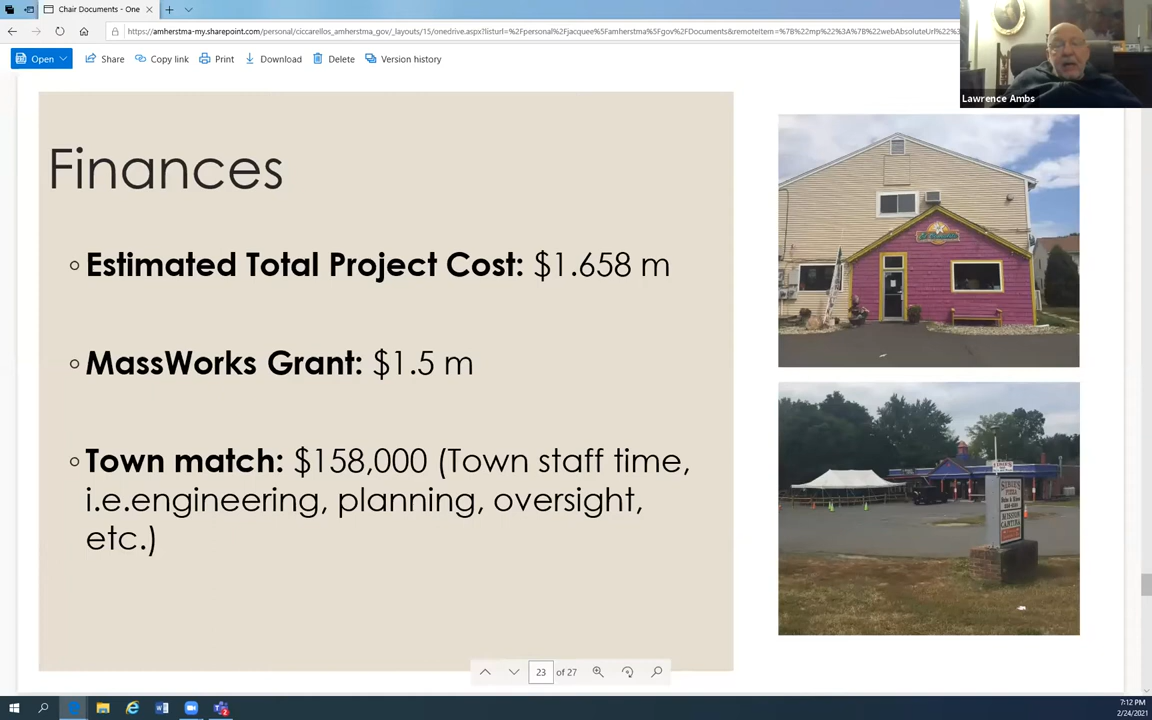 Chair Documents - One
https://amherstma-my.sharepoint.com/personal/ciccarellos_amherstma_gov/_layouts/15/onedrive.aspx?listurl=%2Fpersonal%2Fjacquee%5Famherstma%5Fgov%2FDocuments&remoteItem=%7B%22mp%22%3A%7B%22webAbsoluteUrl%22%3
Open
Share
Copy link
Print
Download
Delete
Version history
Lawrence Ambs
Finances
Estimated Total Project Cost: $1.658 m
MassWorks Grant: $1.5 m
Town match: $158,000 (Town staff time,
i.e.engineering, planning, oversight,
etc.)
PIZZA
MISSION
CANTINA
23 of 27
7:12 PM
2/24/2021